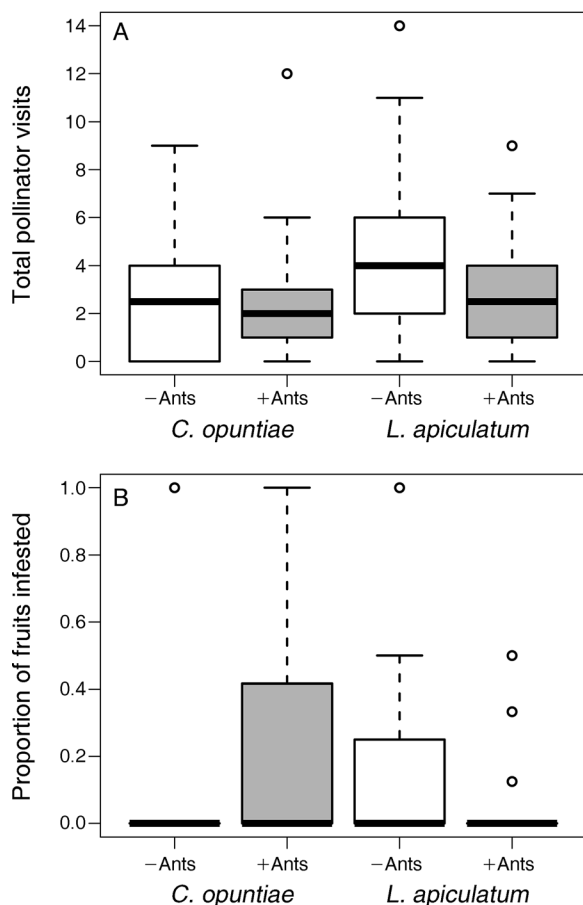 A
Total pollinator visits
14
12
10
8
6
4
2
0
−Ants +Ants −Ants +Ants
C. opuntiae L. apiculatum
B
Proportion of fruits infested
1.0
0.8
0.6
0.4
0.2
0.0
−Ants +Ants −Ants +Ants
C. opuntiae L. apiculatum